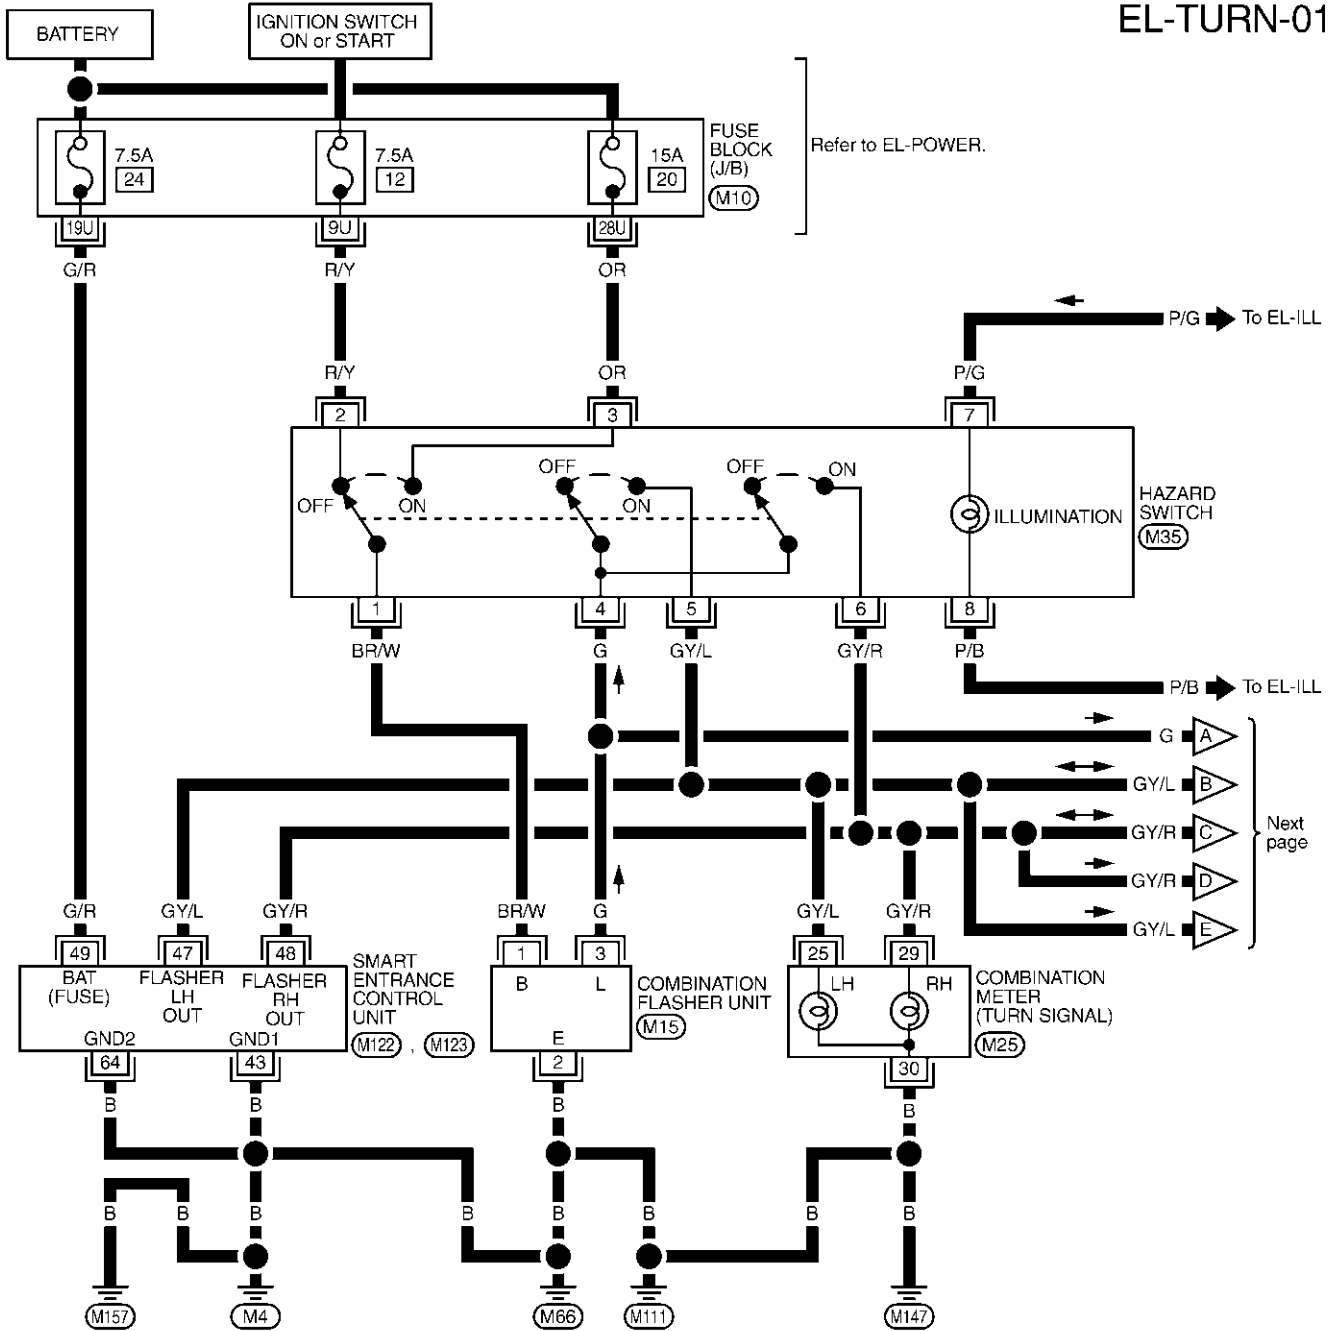 EL-TURN-01
BATTERY
IGNITION SWITCH
ON or START
7.5A
24
7.5A
12
15A
20
FUSE
BLOCK
(J/B)
M10
Refer to EL-POWER.
19U
9U
28U
G/R
R/Y
OR
P/G
To EL-ILL
R/Y
OR
P/G
2
3
7
OFF
ON
OFF
ON
OFF
ON
ILLUMINATION
HAZARD
SWITCH
M35
1
4
5
6
8
BR/W
G
GY/L
GY/R
P/B
P/B
To EL-ILL
G
A
GY/L
B
GY/R
C
GY/R
D
GY/L
E
Next
page
G/R
GY/L
GY/R
BR/W
G
GY/L
GY/R
49
47
48
1
3
25
29
BAT
(FUSE)
FLASHER
LH
OUT
FLASHER
RH
OUT
GND2
GND1
SMART
ENTRANCE
CONTROL
UNIT
M122 , M123
B
L
E
COMBINATION
FLASHER UNIT
M15
LH
RH
COMBINATION
METER
(TURN SIGNAL)
M25
64
43
2
30
B
B
B
B
B
B
B
B
B
B
B
B
M157
M4
M66
M111
M147